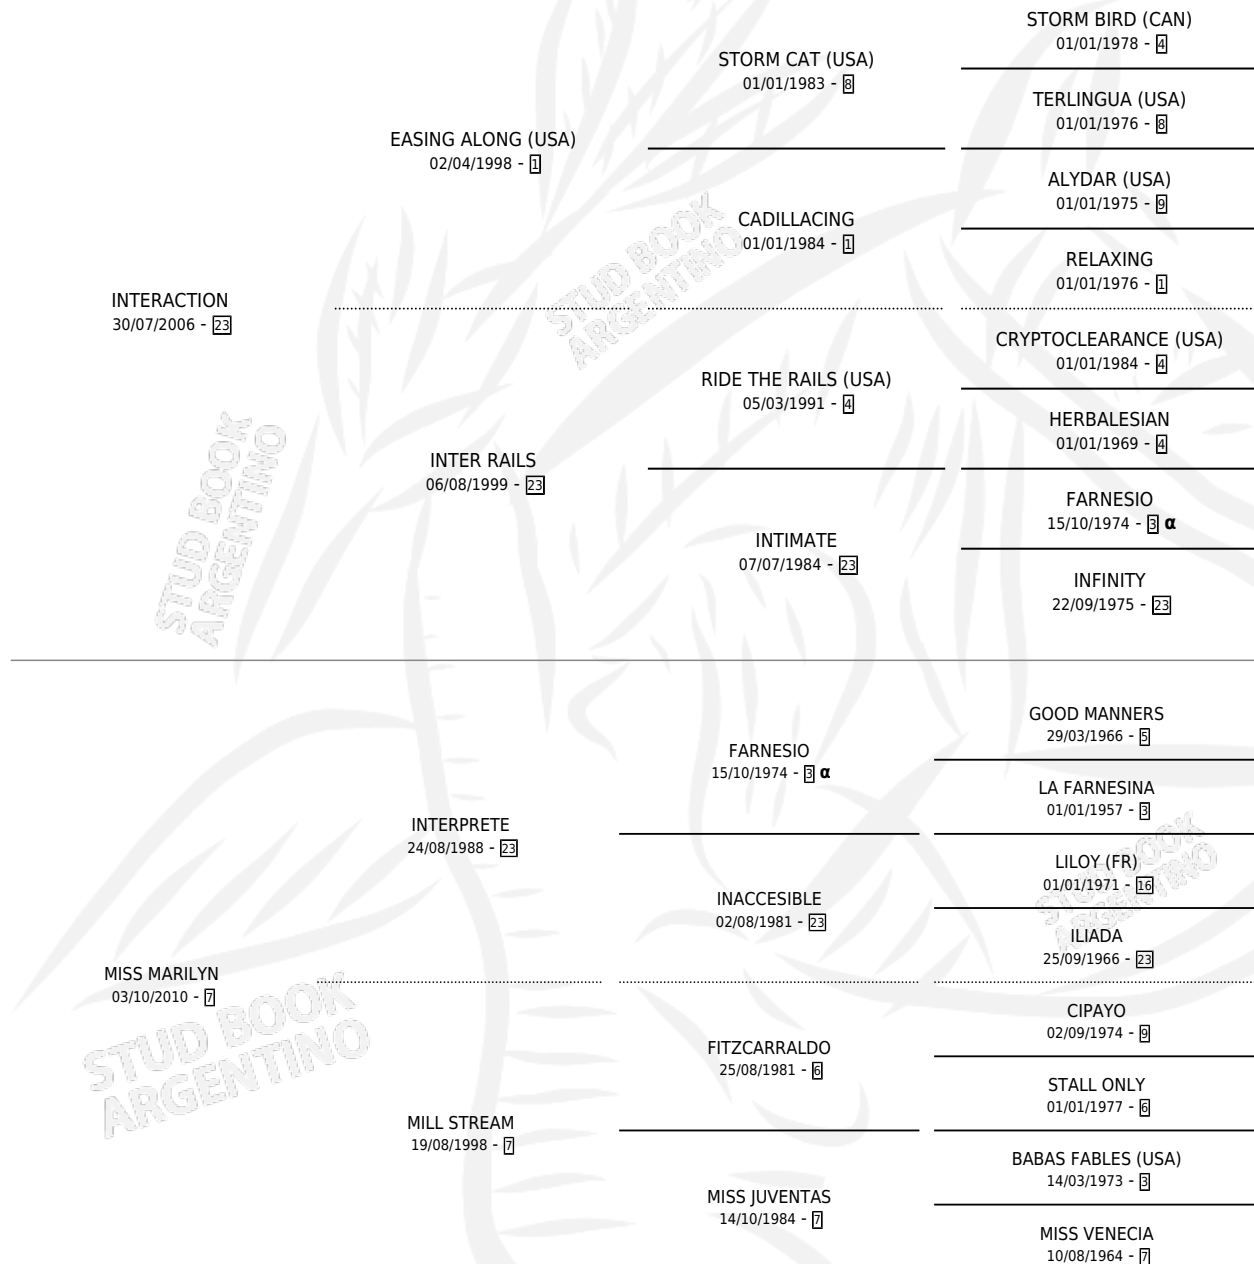 STORM BIRD (CAN)
01/01/1978 - 4
STORM CAT (USA)
01/01/1983 - 8
TERLINGUA (USA)
01/01/1976 - 8
EASING ALONG (USA)
02/04/1998 - 1
ALYDAR (USA)
01/01/1975 - 9
CADILLACING
01/01/1984 - 1
RELAXING
01/01/1976 - 1
INTERACTION
30/07/2006 - 23
CRYPTOCLEARANCE (USA)
01/01/1984 - 4
RIDE THE RAILS (USA)
05/03/1991 - 4
HERBALESIAN
01/01/1969 - 4
INTER RAILS
06/08/1999 - 23
FARNESIO
15/10/1974 - 3 α
INTIMATE
07/07/1984 - 23
INFINITY
22/09/1975 - 23
GOOD MANNERS
29/03/1966 - 5
FARNESIO
15/10/1974 - 3 α
LA FARNESINA
01/01/1957 - 3
INTERPRETE
24/08/1988 - 23
LILOY (FR)
01/01/1971 - 16
INACCESIBLE
02/08/1981 - 23
ILIADA
25/09/1966 - 23
MISS MARILYN
03/10/2010 - 7
CIPAYO
02/09/1974 - 9
FITZCARRALDO
25/08/1981 - 6
STALL ONLY
01/01/1977 - 6
MILL STREAM
19/08/1998 - 7
BABAS FABLES (USA)
14/03/1973 - 3
MISS JUVENTAS
14/10/1984 - 7
MISS VENECIA
10/08/1964 - 7
STUD BOOK
ARGENTINO
STUD BOOK
ARGENTINO
STUD BOOK
ARGENTINO
STUD BOOK
ARGENTINO